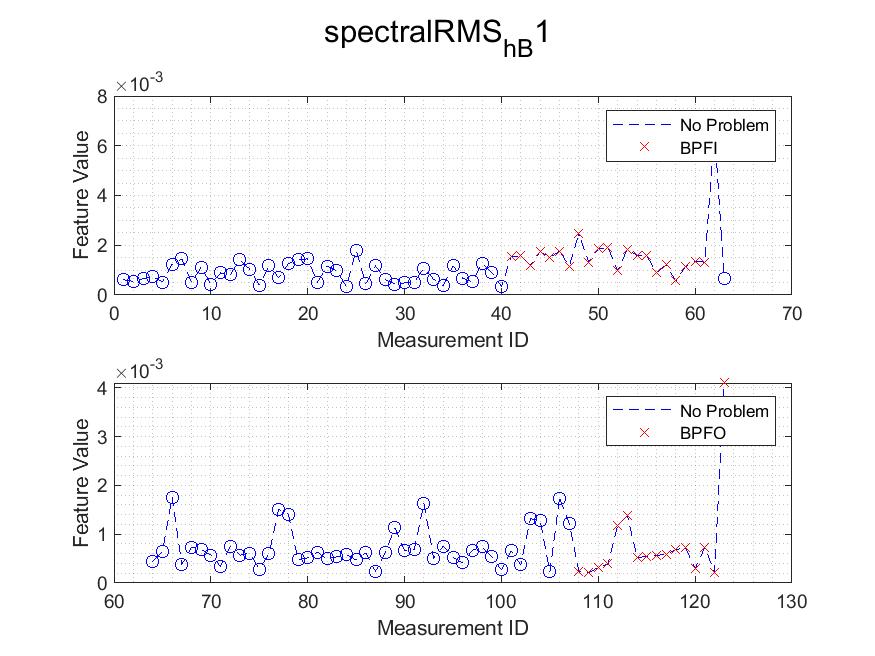 spectralRMS_hB1
×10^-3
8
6
4
2
0
Feature Value
No Problem
BPFI
0 10 20 30 40 50 60 70
Measurement ID
×10^-3
4
3
2
1
0
Feature Value
No Problem
BPFO
60 70 80 90 100 110 120 130
Measurement ID